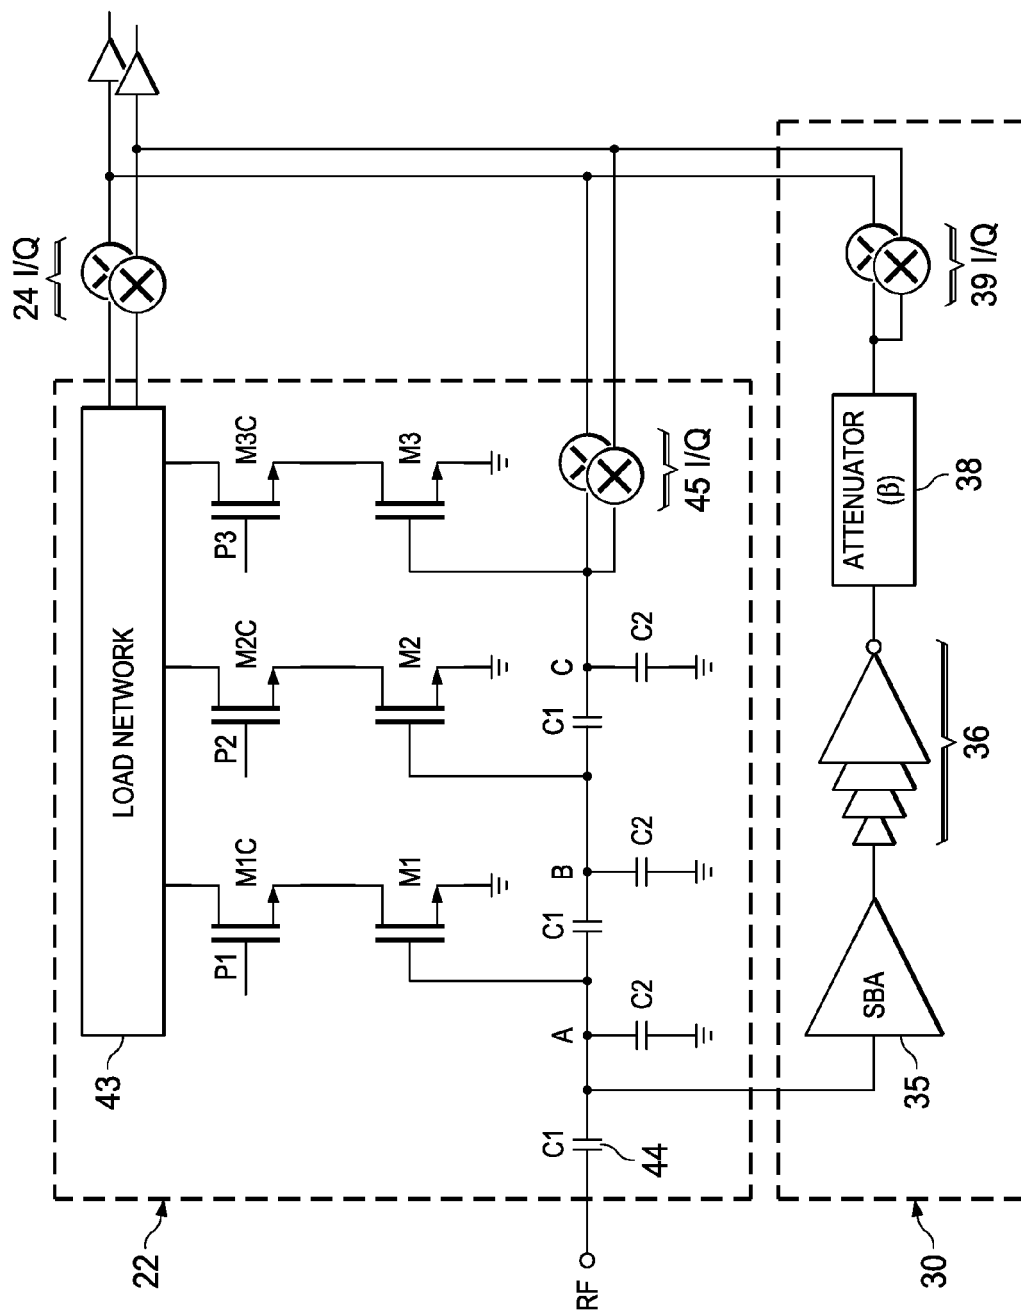 24 I/Q
LOAD NETWORK
43
P1
M1C
P2
M2C
P3
M3C
M1
M2
M3
RF
C1
44
A
C2
C1
B
C2
C1
C
C2
45 I/Q
22
SBA
35
36
ATTENUATOR
(β)
38
39 I/Q
30